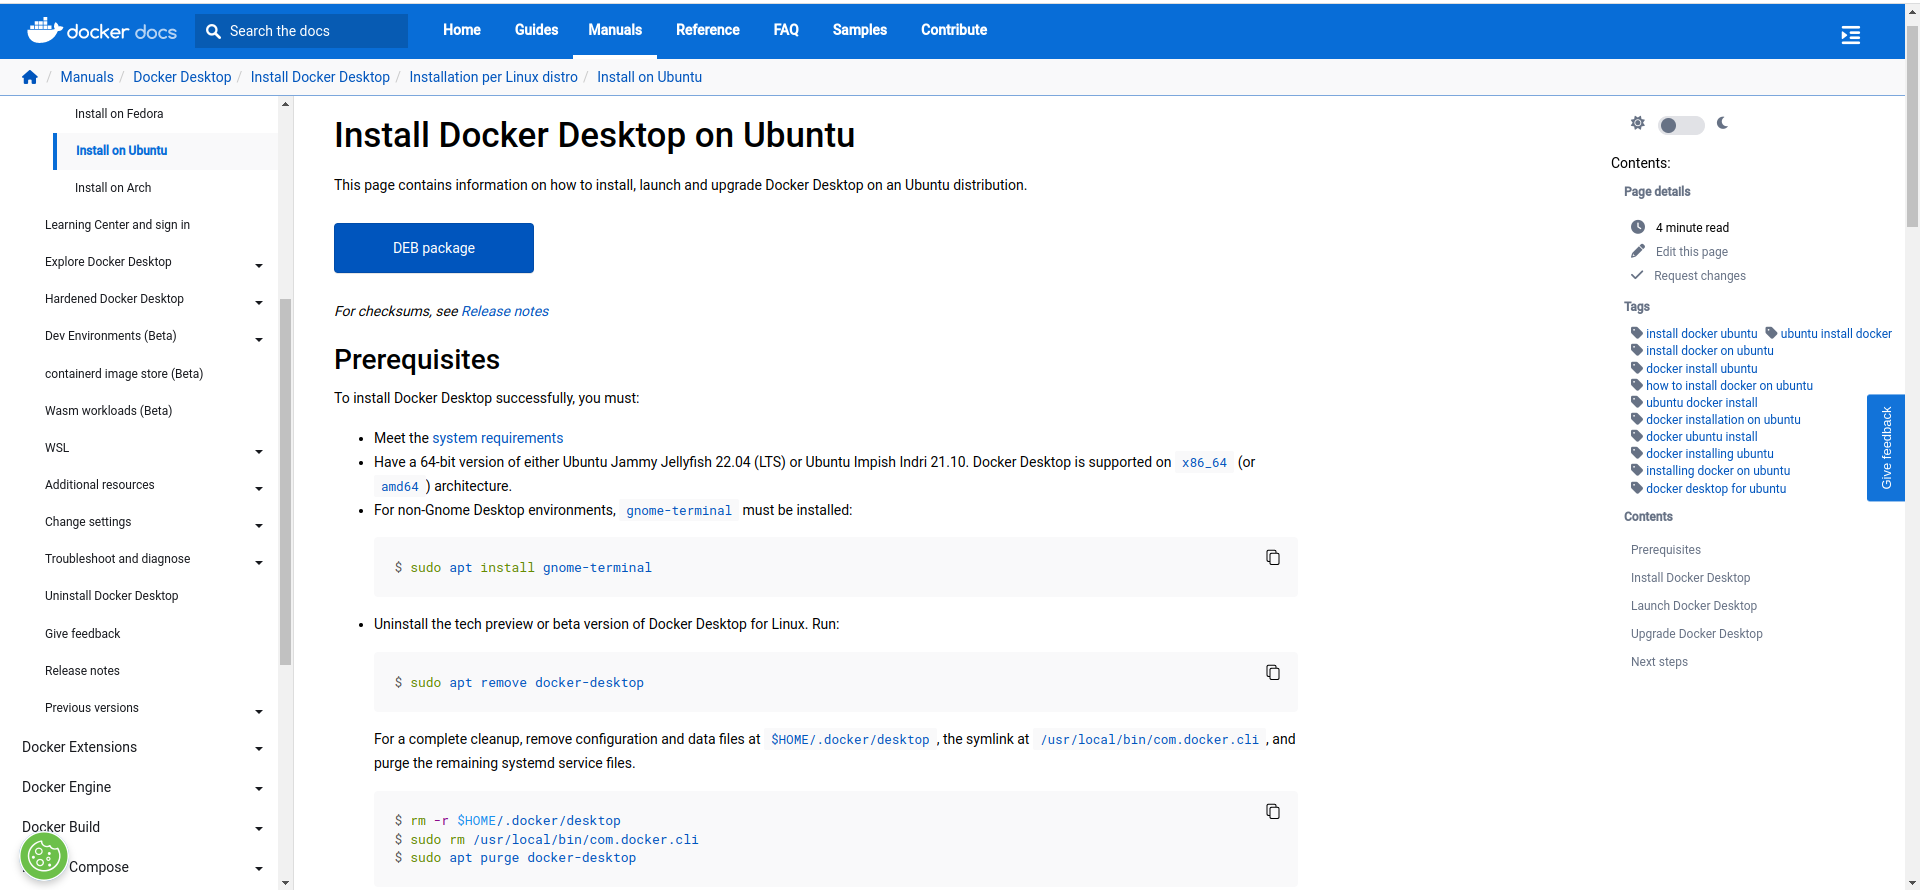 docker docs
Search the docs
Home
Guides
Manuals
Reference
FAQ
Samples
Contribute
/ Manuals / Docker Desktop / Install Docker Desktop / Installation per Linux distro / Install on Ubuntu
Install on Fedora
Install on Ubuntu
Install on Arch
Learning Center and sign in
Explore Docker Desktop
Hardened Docker Desktop
Dev Environments (Beta)
containerd image store (Beta)
Wasm workloads (Beta)
WSL
Additional resources
Change settings
Troubleshoot and diagnose
Uninstall Docker Desktop
Give feedback
Release notes
Previous versions
Docker Extensions
Docker Engine
Docker Build
Compose
Install Docker Desktop on Ubuntu
This page contains information on how to install, launch and upgrade Docker Desktop on an Ubuntu distribution.
DEB package
For checksums, see Release notes
Prerequisites
To install Docker Desktop successfully, you must:
• Meet the system requirements
• Have a 64-bit version of either Ubuntu Jammy Jellyfish 22.04 (LTS) or Ubuntu Impish Indri 21.10. Docker Desktop is supported on x86_64 (or
amd64 ) architecture.
• For non-Gnome Desktop environments, gnome-terminal must be installed:
$ sudo apt install gnome-terminal
• Uninstall the tech preview or beta version of Docker Desktop for Linux. Run:
$ sudo apt remove docker-desktop
For a complete cleanup, remove configuration and data files at $HOME/.docker/desktop , the symlink at /usr/local/bin/com.docker.cli , and
purge the remaining systemd service files.
$ rm -r $HOME/.docker/desktop
$ sudo rm /usr/local/bin/com.docker.cli
$ sudo apt purge docker-desktop
Contents:
Page details
4 minute read
Edit this page
Request changes
Tags
install docker ubuntu ubuntu install docker
install docker on ubuntu
docker install ubuntu
how to install docker on ubuntu
ubuntu docker install
docker installation on ubuntu
docker ubuntu install
docker installing ubuntu
installing docker on ubuntu
docker desktop for ubuntu
Contents
Prerequisites
Install Docker Desktop
Launch Docker Desktop
Upgrade Docker Desktop
Next steps
Give feedback